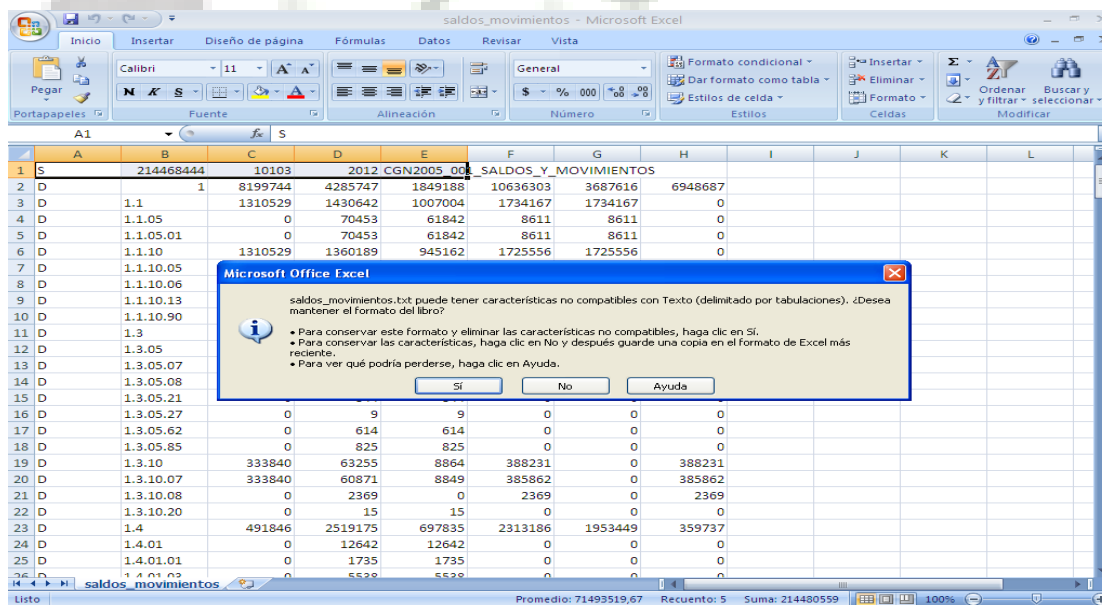 saldos_movimientos - Microsoft Excel
Inicio Insertar Diseño de página Fórmulas Datos Revisar Vista
Pegar
Portapapeles
Calibri 11
N K S
Fuente
Alineación
General
$ % 000
Número
Formato condicional
Dar formato como tabla
Estilos de celda
Estilos
Insertar
Eliminar
Formato
Celdas
Ordenar y filtrar
Buscar y seleccionar
Modificar
A1 fx S
A B C D E F G H I J K L
1 S 214468444 10103 2012 CGN2005_001_SALDOS_Y_MOVIMIENTOS
2 D 1 8199744 4285747 1849188 10636303 3687616 6948687
3 D 1.1 1310529 1430642 1007004 1734167 1734167 0
4 D 1.1.05 0 70453 61842 8611 8611 0
5 D 1.1.05.01 0 70453 61842 8611 8611 0
6 D 1.1.10 1310529 1360189 945162 1725556 1725556 0
7 D 1.1.10.05
8 D 1.1.10.06
9 D 1.1.10.13
10 D 1.1.10.90
11 D 1.3
12 D 1.3.05
13 D 1.3.05.07
14 D 1.3.05.08
15 D 1.3.05.21
Microsoft Office Excel
saldos_movimientos.txt puede tener características no compatibles con Texto (delimitado por tabulaciones). ¿Desea
mantener el formato del libro?
• Para conservar este formato y eliminar las características no compatibles, haga clic en Sí.
• Para conservar las características, haga clic en No y después guarde una copia en el formato de Excel más
reciente.
• Para ver qué podría perderse, haga clic en Ayuda.
Sí No Ayuda
16 D 1.3.05.27 0 9 9 0 0 0
17 D 1.3.05.62 0 614 614 0 0 0
18 D 1.3.05.85 0 825 825 0 0 0
19 D 1.3.10 333840 63255 8864 388231 0 388231
20 D 1.3.10.07 333840 60871 8849 385862 0 385862
21 D 1.3.10.08 0 2369 0 2369 0 2369
22 D 1.3.10.20 0 15 15 0 0 0
23 D 1.4 491846 2519175 697835 2313186 1953449 359737
24 D 1.4.01 0 12642 12642 0 0 0
25 D 1.4.01.01 0 1735 1735 0 0 0
26 D 1.4.01.03 0 5538 5538 0 0 0
saldos_movimientos
Listo Promedio: 71493519,67 Recuento: 5 Suma: 214480559 100%